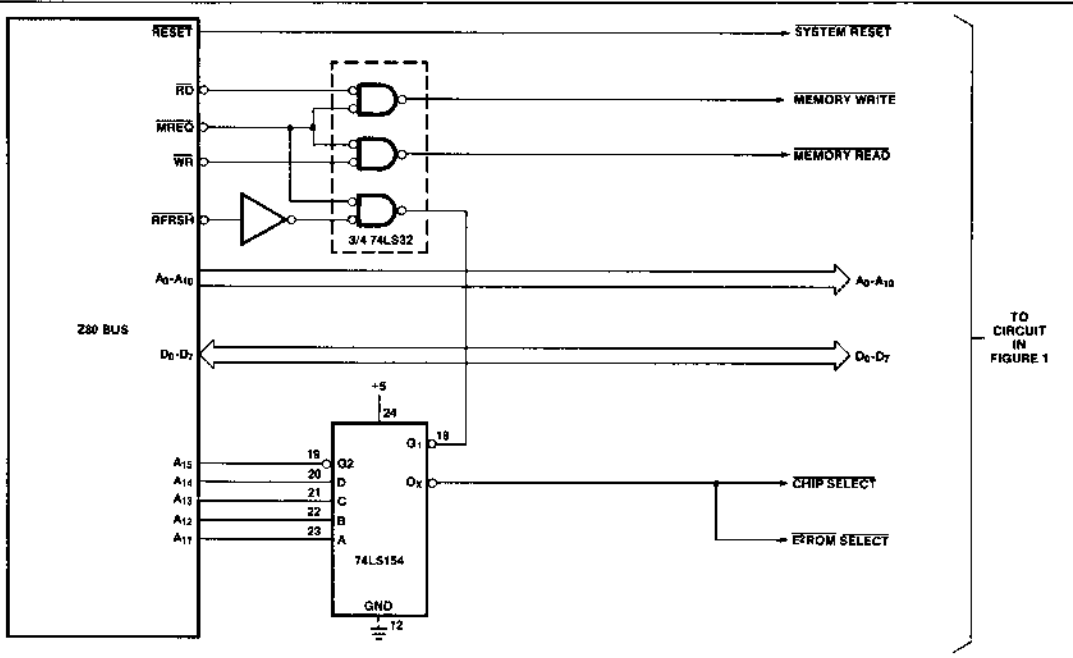 RESET
SYSTEM RESET
RD
MEMORY WRITE
MREQ
WR
MEMORY READ
RFRSH
3/4 74LS32
A0-A10
A0-A10
Z80 BUS
TO
CIRCUIT
IN
FIGURE 1
D0-D7
D0-D7
+5
24
G1
18
A15
19
G2
A14
20
D
OX
CHIP SELECT
A13
21
C
A12
22
B
A11
23
A
E2ROM SELECT
74LS154
GND
12